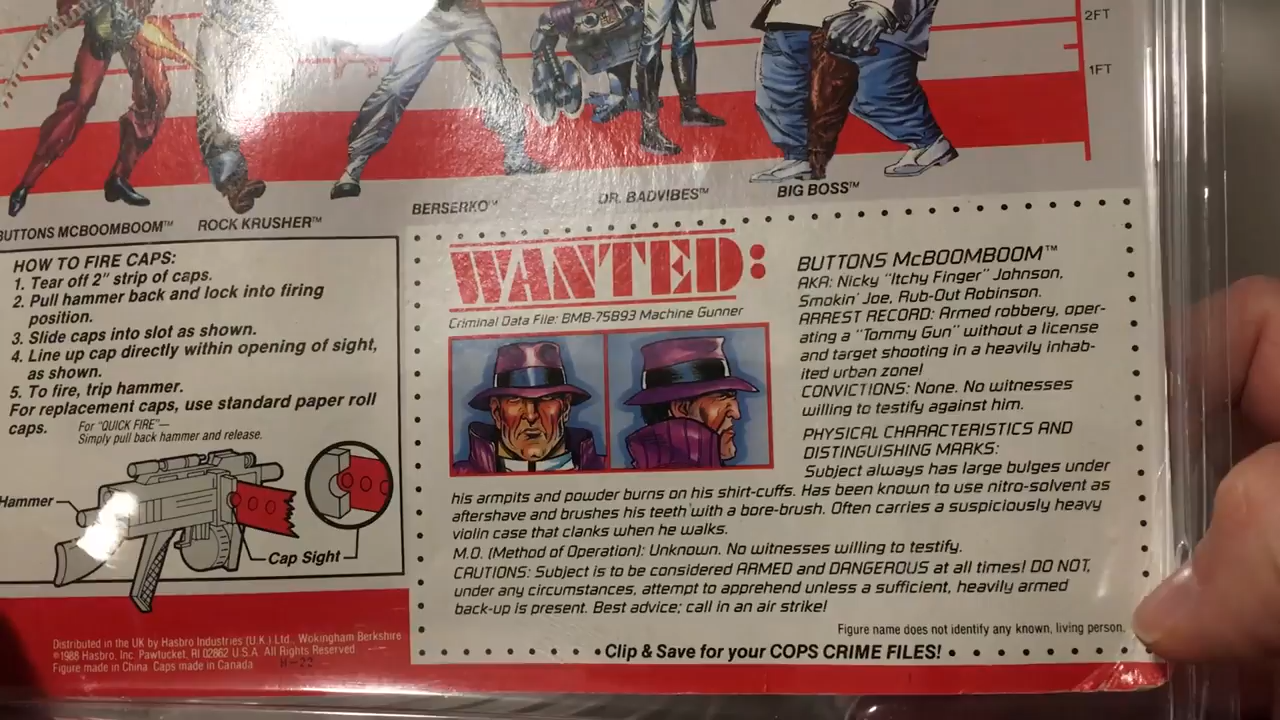 2FT
1FT
BUTTONS MCBOOMBOOM™
ROCK KRUSHER™
BERSERKO™
DR. BADVIBES™
BIG BOSS™
HOW TO FIRE CAPS:
1. Tear off 2" strip of caps.
2. Pull hammer back and lock into firing
position.
3. Slide caps into slot as shown.
4. Line up cap directly within opening of sight,
as shown.
5. To fire, trip hammer.
For replacement caps, use standard paper roll
caps.
For "QUICK FIRE"—
Simply pull back hammer and release.
Hammer
Cap Sight
WANTED:
Criminal Data File: BMB-75B93 Machine Gunner
BUTTONS McBOOMBOOM™
AKA: Nicky "Itchy Finger" Johnson,
Smokin' Joe, Rub-Out Robinson.
ARREST RECORD: Armed robbery, oper-
ating a "Tommy Gun" without a license
and target shooting in a heavily inhab-
ited urban zone!
CONVICTIONS: None. No witnesses
willing to testify against him.
PHYSICAL CHARACTERISTICS AND
DISTINGUISHING MARKS:
Subject always has large bulges under
his armpits and powder burns on his shirt-cuffs. Has been known to use nitro-solvent as
aftershave and brushes his teeth with a bore-brush. Often carries a suspiciously heavy
violin case that clanks when he walks.
M.O. (Method of Operation): Unknown. No witnesses willing to testify.
CAUTIONS: Subject is to be considered ARMED and DANGEROUS at all times! DO NOT,
under any circumstances, attempt to apprehend unless a sufficient, heavily armed
back-up is present. Best advice; call in an air strike!
Figure name does not identify any known, living person.
Clip & Save for your COPS CRIME FILES!
Distributed in the UK by Hasbro Industries (U.K.) Ltd., Wokingham Berkshire
©1988 Hasbro, Inc. Pawtucket, RI 02862 U.S.A. All Rights Reserved
Figure made in China. Caps made in Canada
H-22